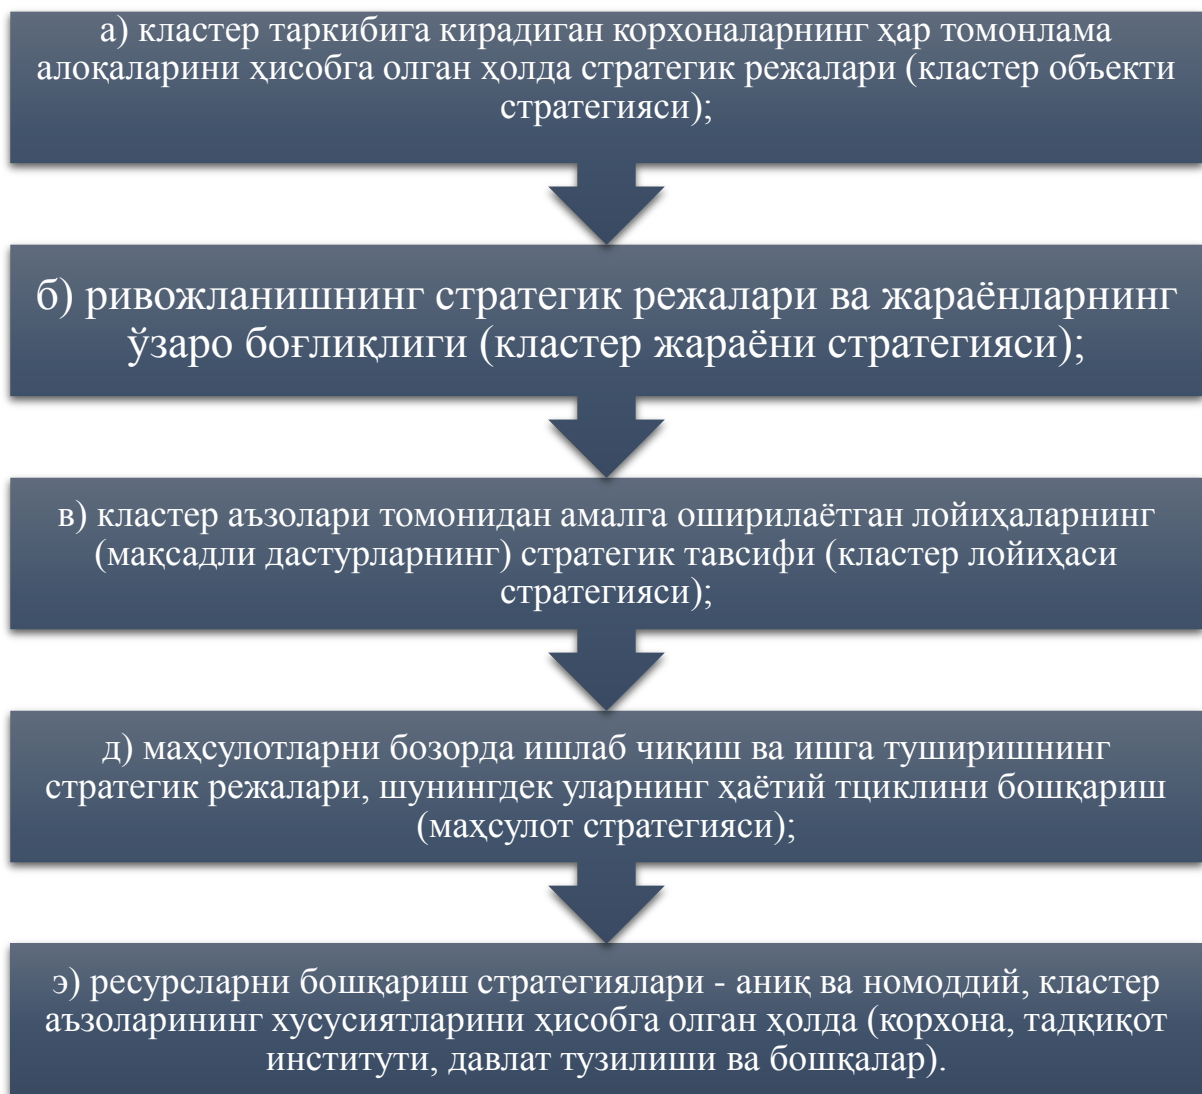 а) кластер таркибига кирадиган корхоналарнинг ҳар томонлама
алоқаларини ҳисобга олган ҳолда стратегик режалари (кластер объекти
стратегияси);
б) ривожланишнинг стратегик режалари ва жараёнларнинг
ўзаро боғлиқлиги (кластер жараёни стратегияси);
в) кластер аъзолари томонидан амалга оширилаётган лойиҳаларнинг
(мақсадли дастурларнинг) стратегик тавсифи (кластер лойиҳаси
стратегияси);
д) маҳсулотларни бозорда ишлаб чиқиш ва ишга туширишнинг
стратегик режалари, шунингдек уларнинг ҳаётий тциклини бошқариш
(маҳсулот стратегияси);
э) ресурсларни бошқариш стратегиялари - аниқ ва номоддий, кластер
аъзоларининг хусусиятларини ҳисобга олган ҳолда (корхона, тадқиқот
институти, давлат тузилиши ва бошқалар).